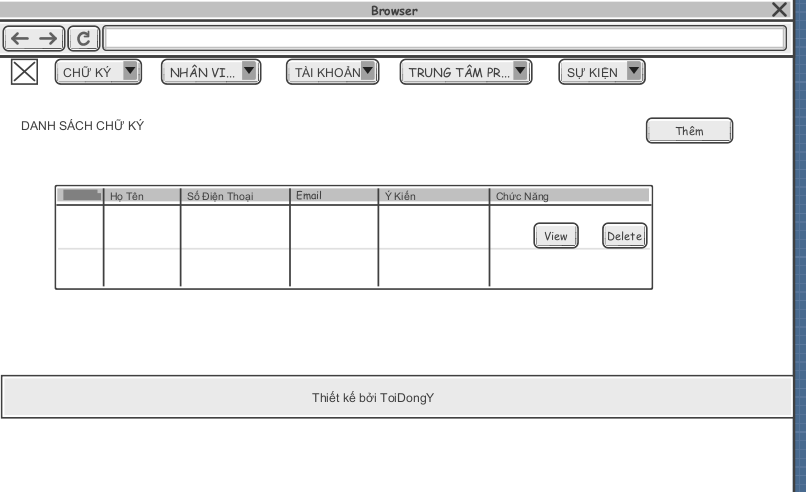 Browser
CHỮ KÝ NHÂN VI... TÀI KHOẢN TRUNG TÂM PR... SỰ KIỆN
DANH SÁCH CHỮ KÝ
Thêm
Họ Tên Số Điện Thoại Email Ý Kiến Chức Năng
View Delete
Thiết kế bởi ToiDongY